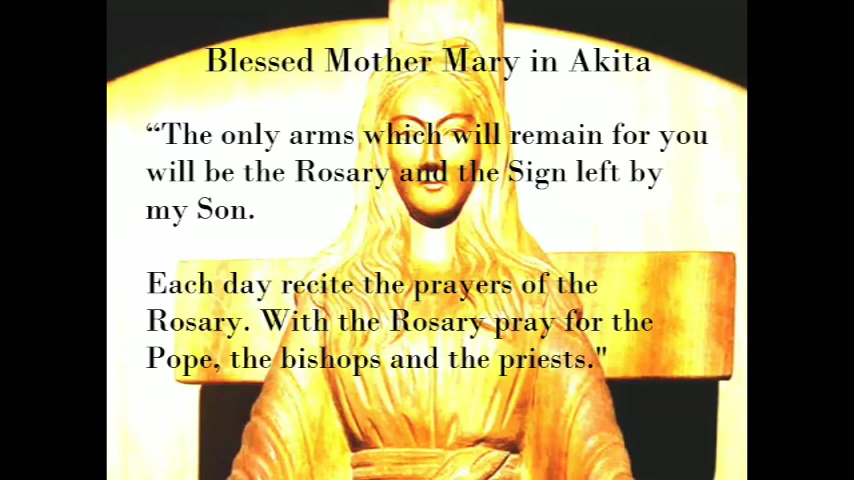 Blessed Mother Mary in Akita
“The only arms which will remain for you
will be the Rosary and the Sign left by
my Son.
Each day recite the prayers of the
Rosary. With the Rosary pray for the
Pope, the bishops and the priests."